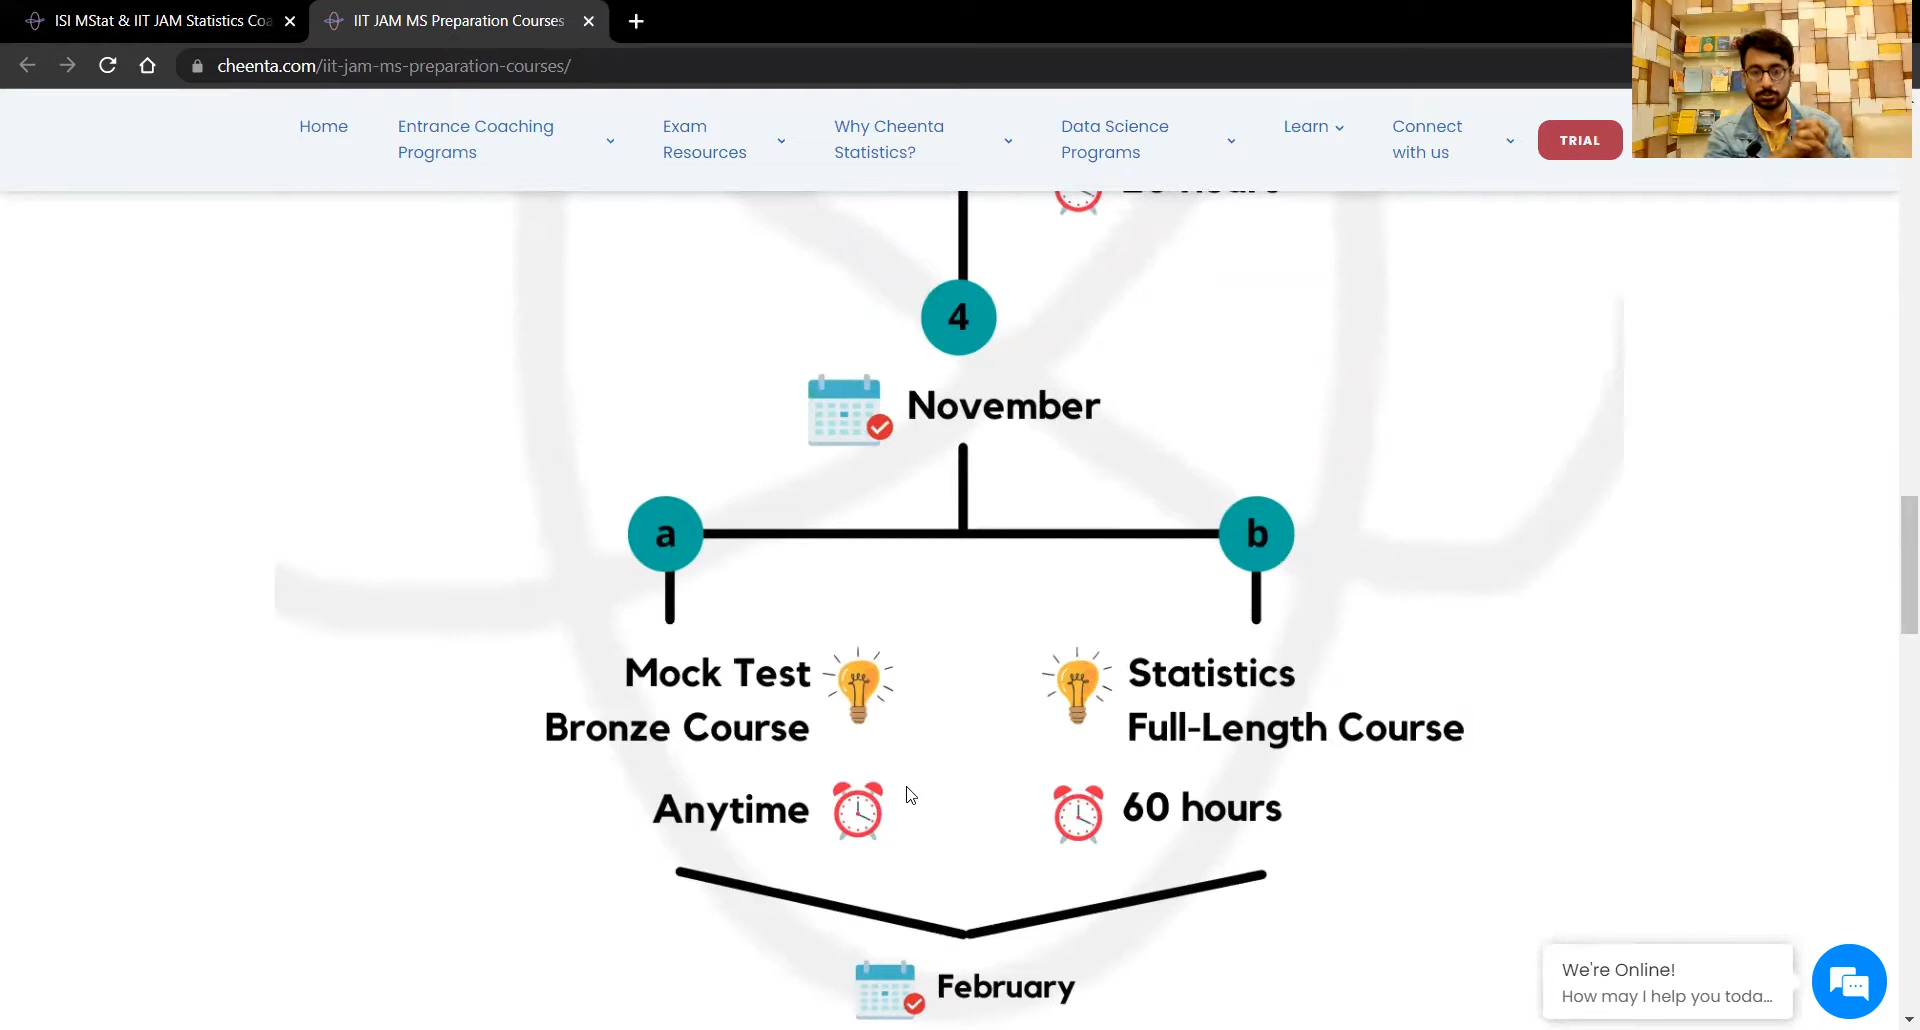 ISI MStat & IIT JAM Statistics Coa
IIT JAM MS Preparation Courses
cheenta.com/iit-jam-ms-preparation-courses/
Home
Entrance Coaching
Programs
Exam
Resources
Why Cheenta
Statistics?
Data Science
Programs
Learn
Connect
with us
TRIAL
4
November
a
b
Mock Test
Bronze Course
Statistics
Full-Length Course
Anytime
60 hours
February
We're Online!
How may I help you toda...